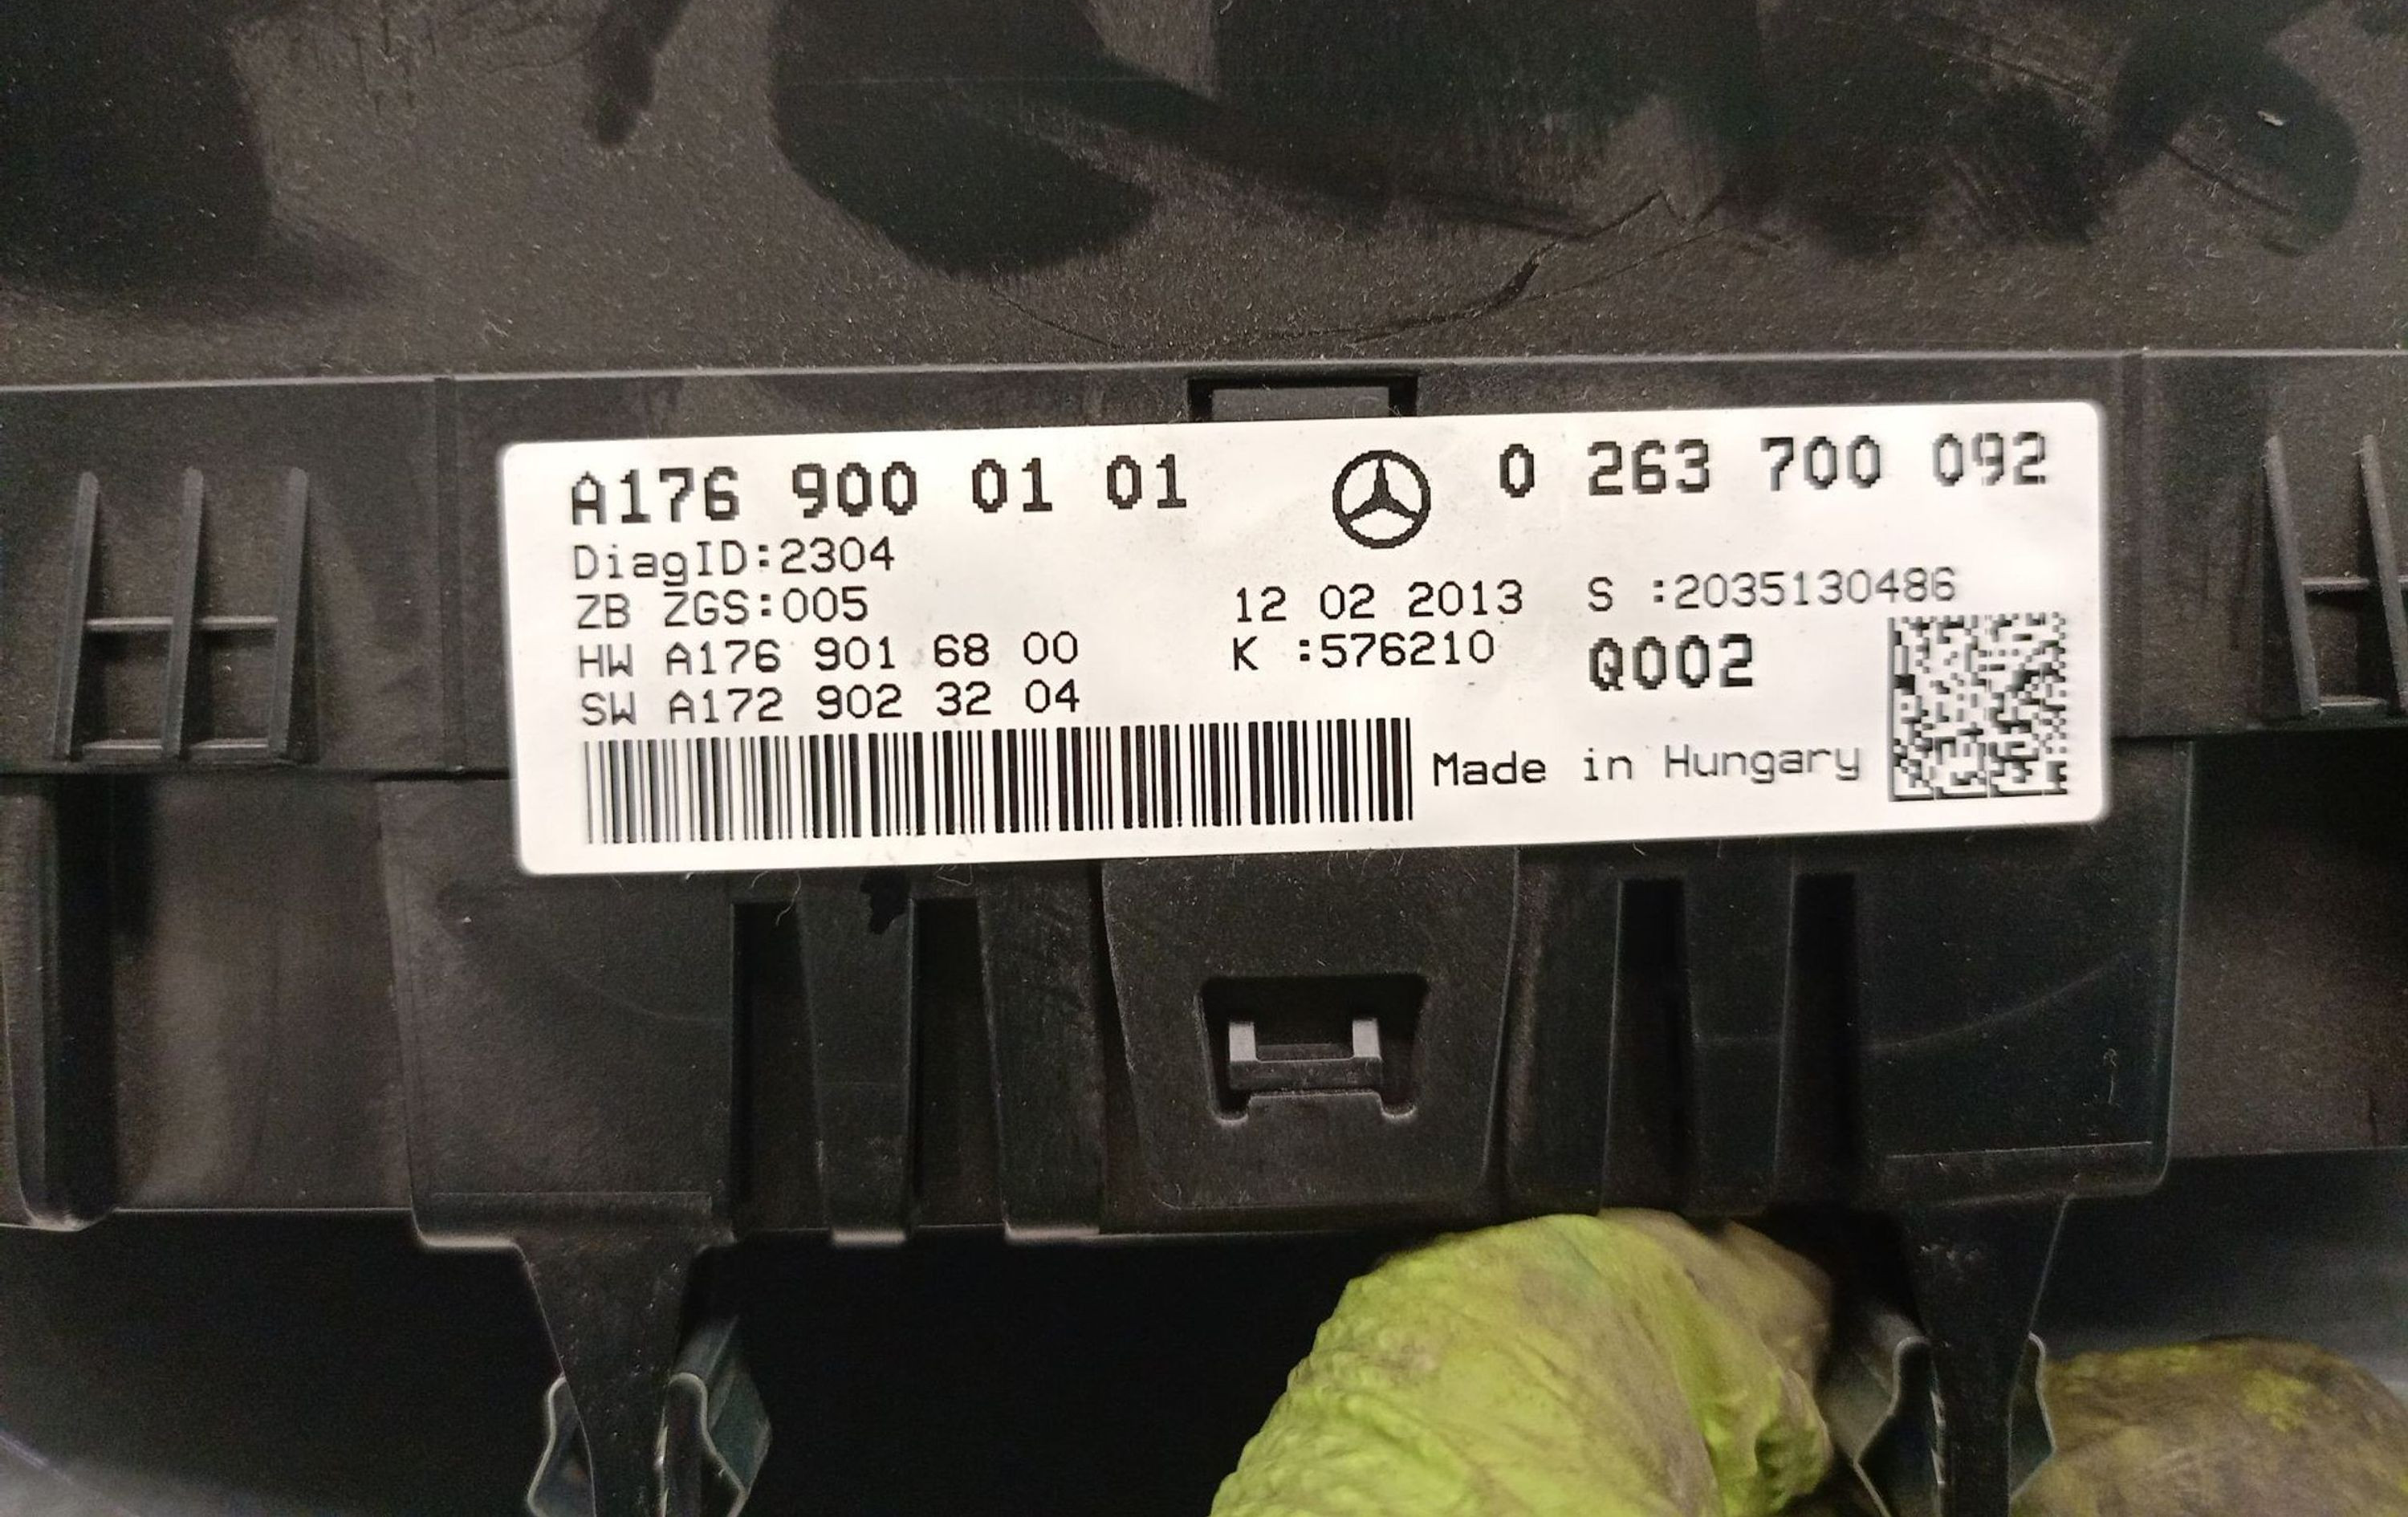 A176 900 01 01 0 263 700 092
DiagID:2304
ZB ZGS:005 12 02 2013 S :2035130486
HW A176 901 68 00 K :576210 Q002
SW A172 902 32 04
Made in Hungary